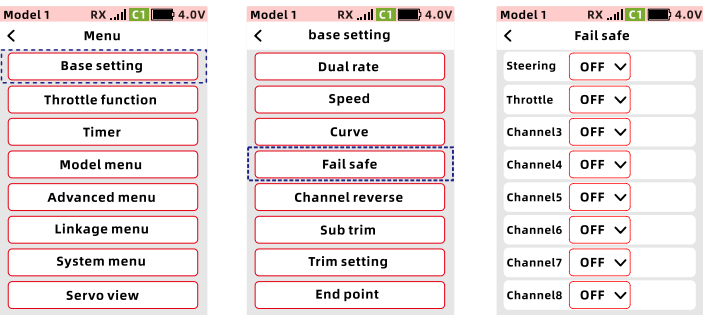 Model 1 RX C1 4.0V
Menu
Base setting
Throttle function
Timer
Model menu
Advanced menu
Linkage menu
System menu
Servo view
Model 1 RX C1 4.0V
base setting
Dual rate
Speed
Curve
Fail safe
Channel reverse
Sub trim
Trim setting
End point
Model 1 RX C1 4.0V
Fail safe
Steering OFF
Throttle OFF
Channel3 OFF
Channel4 OFF
Channel5 OFF
Channel6 OFF
Channel7 OFF
Channel8 OFF